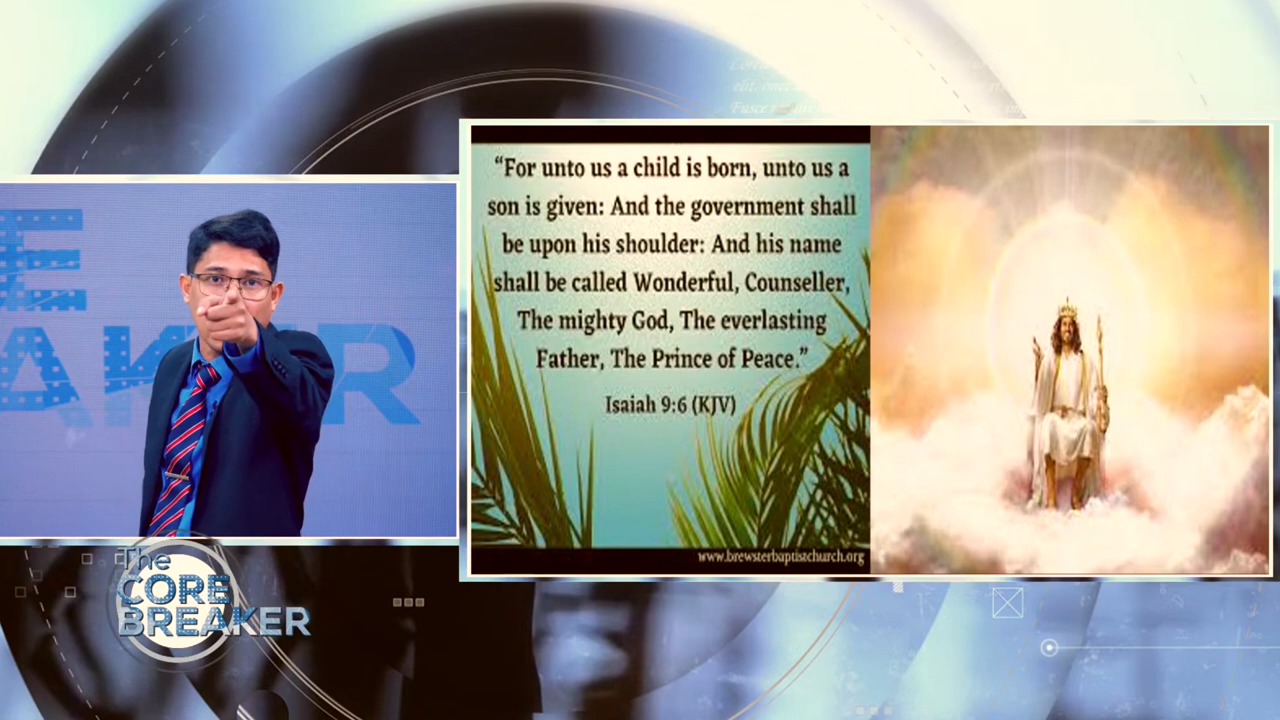 “For unto us a child is born, unto us a
son is given: And the government shall
be upon his shoulder: And his name
shall be called Wonderful, Counseller,
The mighty God, The everlasting
Father, The Prince of Peace.”
Isaiah 9:6 (KJV)
www.brewsterbaptistchurch.org
The
CORE
BREAKER